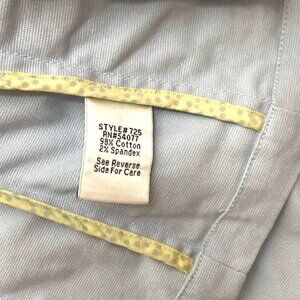 STYLE# 725
RN#54077
98% Cotton
2% Spandex
See Reverse
Side For Care